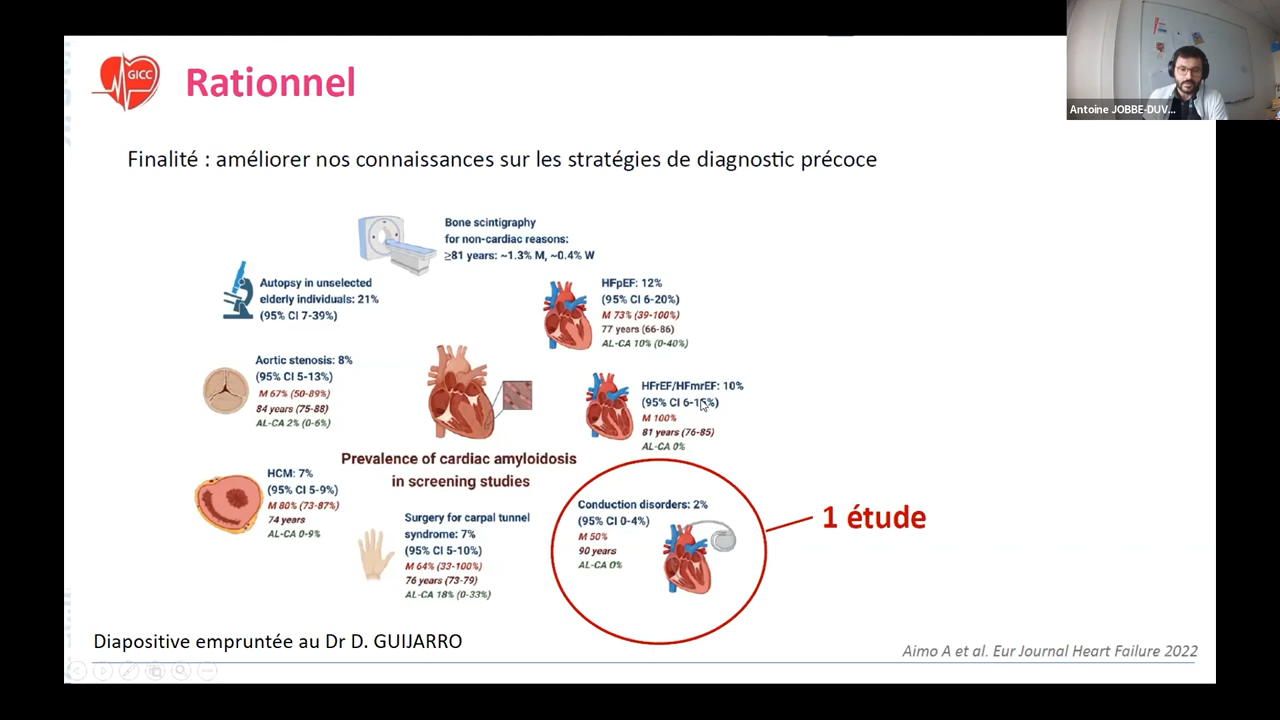 GICC
Rationnel
Antoine JOBBE-DUV...
Finalité : améliorer nos connaissances sur les stratégies de diagnostic précoce
Bone scintigraphy
for non-cardiac reasons:
≥81 years: ~1.3% M, ~0.4% W
Autopsy in unselected
elderly individuals: 21%
(95% CI 7-39%)
HFpEF: 12%
(95% CI 6-20%)
M 73% (39-100%)
77 years (66-86)
AL-CA 10% (0-40%)
Aortic stenosis: 8%
(95% CI 5-13%)
M 67% (50-89%)
84 years (75-88)
AL-CA 2% (0-6%)
HFrEF/HFmrEF: 10%
(95% CI 6-15%)
M 100%
81 years (76-85)
AL-CA 0%
Prevalence of cardiac amyloidosis
in screening studies
HCM: 7%
(95% CI 5-9%)
M 80% (73-87%)
74 years
AL-CA 0-9%
Surgery for carpal tunnel
syndrome: 7%
(95% CI 5-10%)
M 64% (33-100%)
76 years (73-79)
AL-CA 18% (0-33%)
Conduction disorders: 2%
(95% CI 0-4%)
M 50%
90 years
AL-CA 0%
1 étude
Diapositive empruntée au Dr D. GUIJARRO
Aimo A et al. Eur Journal Heart Failure 2022